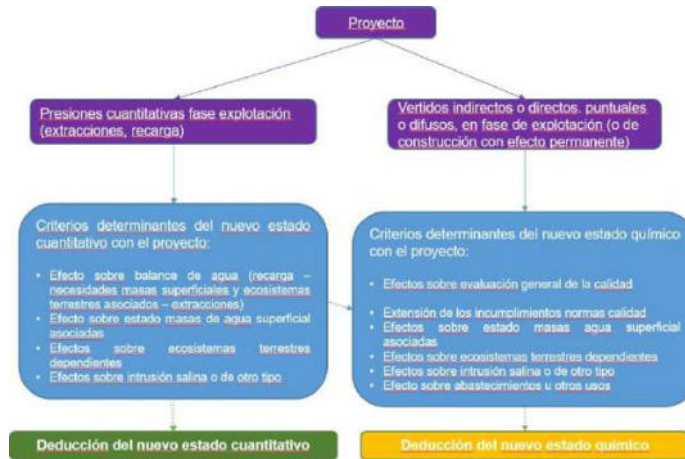 Proyecto
Presiones cuantitativas fase explotación
(extracciones, recarga)
Vertidos indirectos o directos, puntuales
o difusos, en fase de explotación (o de
construcción con efecto permanente)
Criterios determinantes del nuevo estado
cuantitativo con el proyecto:
• Efecto sobre balance de agua (recarga –
necesidades masas superficiales y ecosistemas
terrestres asociados – extracciones)
• Efecto sobre estado masas de agua superficial
asociadas
• Efectos sobre ecosistemas terrestres
dependientes
• Efectos sobre intrusión salina o de otro tipo
Criterios determinantes del nuevo estado químico
con el proyecto:
• Efectos sobre evaluación general de la calidad
• Extensión de los incumplimientos normas calidad
• Efectos sobre estado masas agua superficial
asociadas
• Efectos sobre ecosistemas terrestres dependientes
• Efectos sobre intrusión salina o de otro tipo
• Efecto sobre abastecimientos u otros usos
Deducción del nuevo estado cuantitativo
Deducción del nuevo estado químico